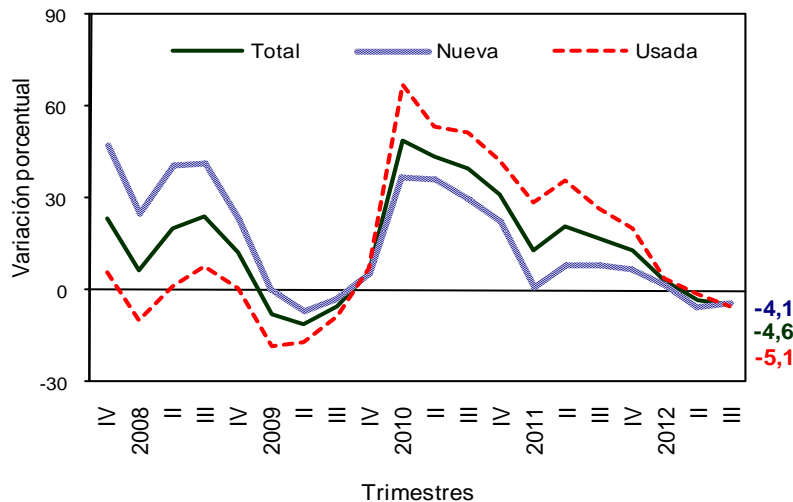 90
60
30
0
-30
Variación porcentual
Total Nueva Usada
-4,1
-4,6
-5,1
IV 2008 II III IV 2009 II III IV 2010 II III IV 2011 II III IV 2012 II III
Trimestres